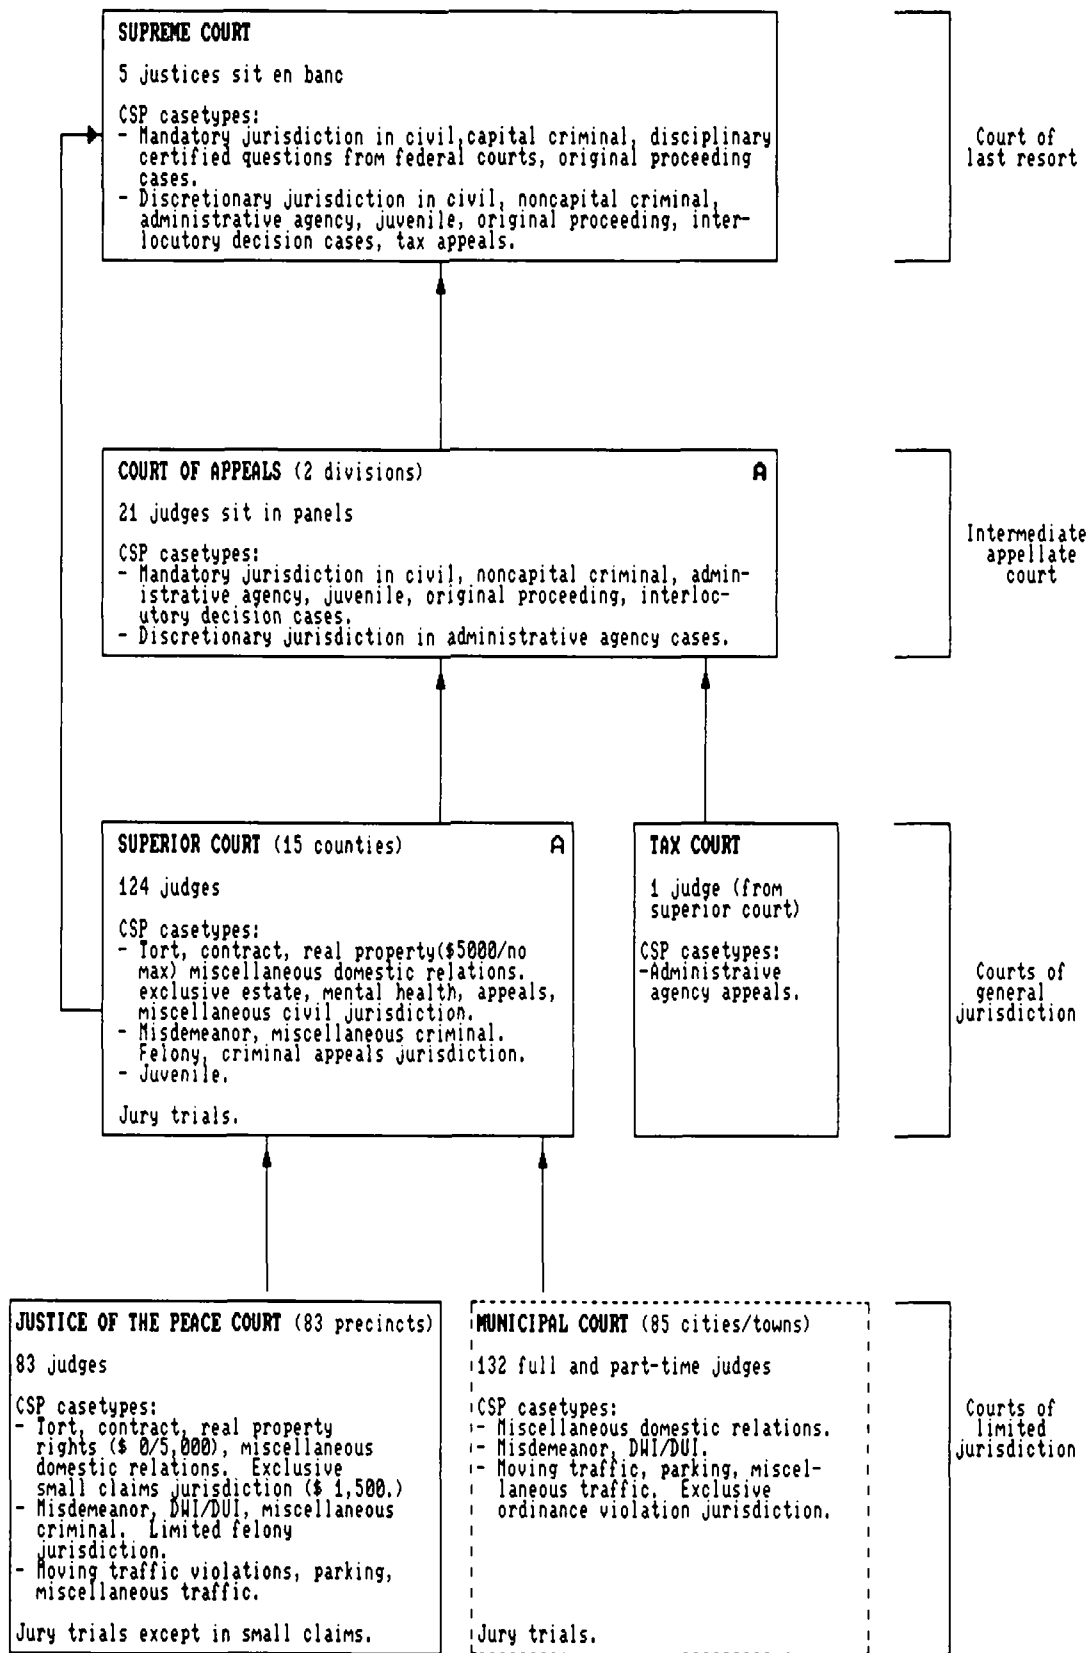 SUPREME COURT
5 justices sit en banc
CSP casetypes:
- Mandatory jurisdiction in civil,capital criminal, disciplinary
certified questions from federal courts, original proceeding
cases.
- Discretionary jurisdiction in civil, noncapital criminal,
administrative agency, juvenile, original proceeding, inter-
locutory decision cases, tax appeals.
Court of
last resort
COURT OF APPEALS (2 divisions) A
21 judges sit in panels
CSP casetypes:
- Mandatory jurisdiction in civil, noncapital criminal, admin-
istrative agency, juvenile, original proceeding, interloc-
utory decision cases.
- Discretionary jurisdiction in administrative agency cases.
Intermediate
appellate
court
SUPERIOR COURT (15 counties) A
124 judges
CSP casetypes:
- Tort, contract, real property($5000/no
max) miscellaneous domestic relations.
exclusive estate, mental health, appeals,
miscellaneous civil jurisdiction.
- Misdemeanor, miscellaneous criminal.
Felony, criminal appeals jurisdiction.
- Juvenile.
Jury trials.
TAX COURT
1 judge (from
superior court)
CSP casetypes:
-Administraive
agency appeals.
Courts of
general
jurisdiction
JUSTICE OF THE PEACE COURT (83 precincts)
83 judges
CSP casetypes:
- Tort, contract, real property
rights ($ 0/5,000), miscellaneous
domestic relations. Exclusive
small claims jurisdiction ($ 1,500.)
- Misdemeanor, DWI/DUI, miscellaneous
criminal. Limited felony
jurisdiction.
- Moving traffic violations, parking,
miscellaneous traffic.
Jury trials except in small claims.
MUNICIPAL COURT (85 cities/towns)
132 full and part-time judges
CSP casetypes:
- Miscellaneous domestic relations.
- Misdemeanor, DWI/DUI.
- Moving traffic, parking, miscel-
laneous traffic. Exclusive
ordinance violation jurisdiction.
Jury trials.
Courts of
limited
jurisdiction